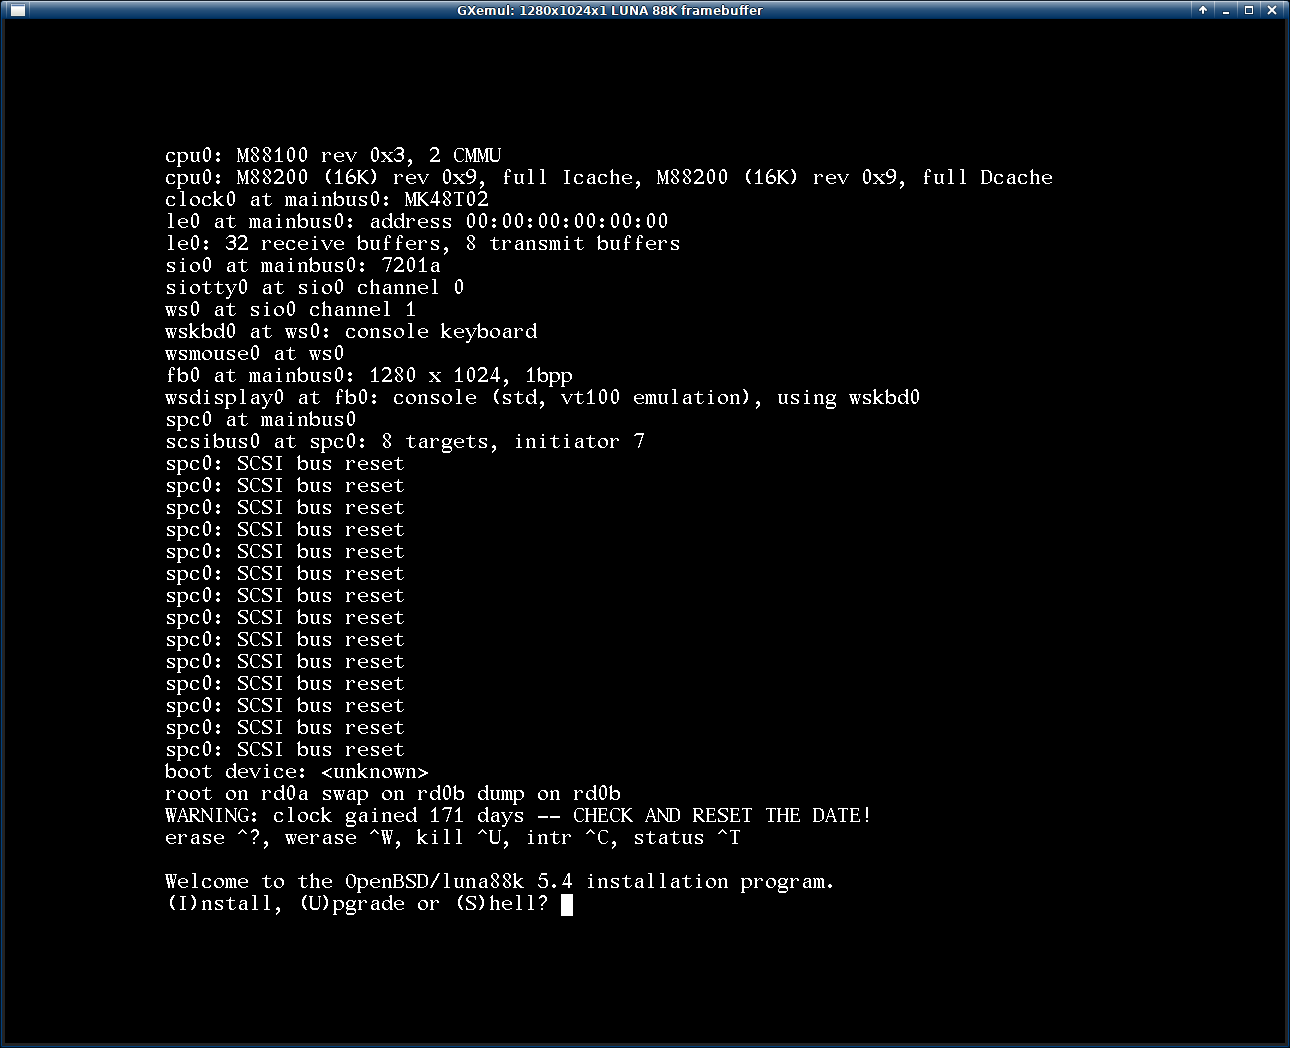 GXemul: 1280x1024x1 LUNA 88K framebuffer
cpu0: M88100 rev 0x3, 2 CMMU
cpu0: M88200 (16K) rev 0x9, full Icache, M88200 (16K) rev 0x9, full Dcache
clock0 at mainbus0: MK48T02
le0 at mainbus0: address 00:00:00:00:00:00
le0: 32 receive buffers, 8 transmit buffers
sio0 at mainbus0: 7201a
siotty0 at sio0 channel 0
ws0 at sio0 channel 1
wskbd0 at ws0: console keyboard
wsmouse0 at ws0
fb0 at mainbus0: 1280 x 1024, 1bpp
wsdisplay0 at fb0: console (std, vt100 emulation), using wskbd0
spc0 at mainbus0
scsibus0 at spc0: 8 targets, initiator 7
spc0: SCSI bus reset
spc0: SCSI bus reset
spc0: SCSI bus reset
spc0: SCSI bus reset
spc0: SCSI bus reset
spc0: SCSI bus reset
spc0: SCSI bus reset
spc0: SCSI bus reset
spc0: SCSI bus reset
spc0: SCSI bus reset
spc0: SCSI bus reset
spc0: SCSI bus reset
spc0: SCSI bus reset
spc0: SCSI bus reset
boot device: <unknown>
root on rd0a swap on rd0b dump on rd0b
WARNING: clock gained 171 days -- CHECK AND RESET THE DATE!
erase ^?, werase ^W, kill ^U, intr ^C, status ^T
Welcome to the OpenBSD/luna88k 5.4 installation program.
(I)nstall, (U)pgrade or (S)hell?